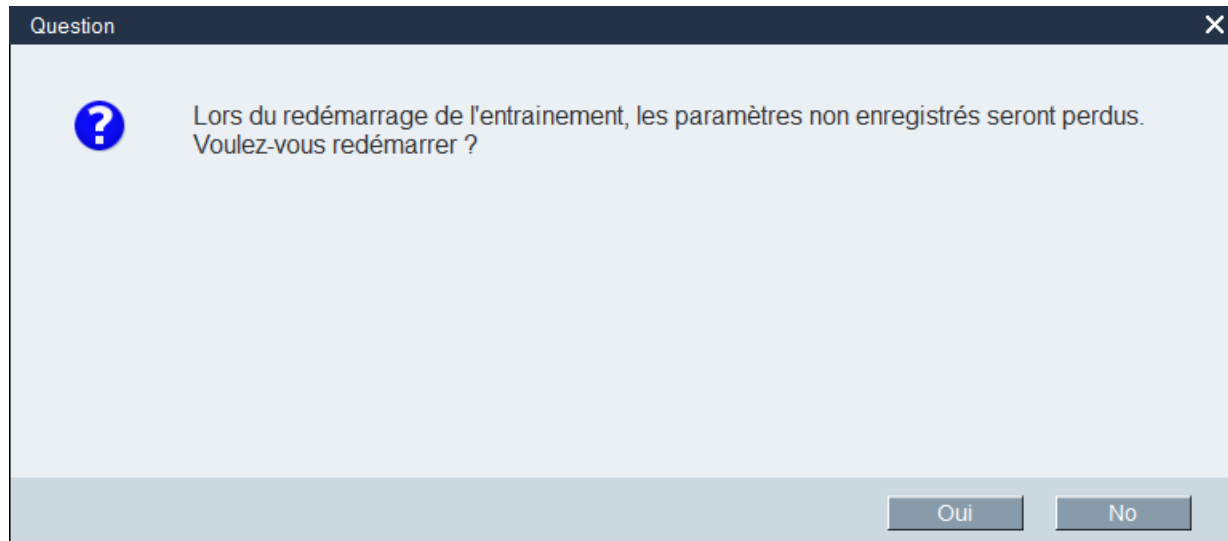 Question
Lors du redémarrage de l'entrainement, les paramètres non enregistrés seront perdus.
Voulez-vous redémarrer ?
Oui
No